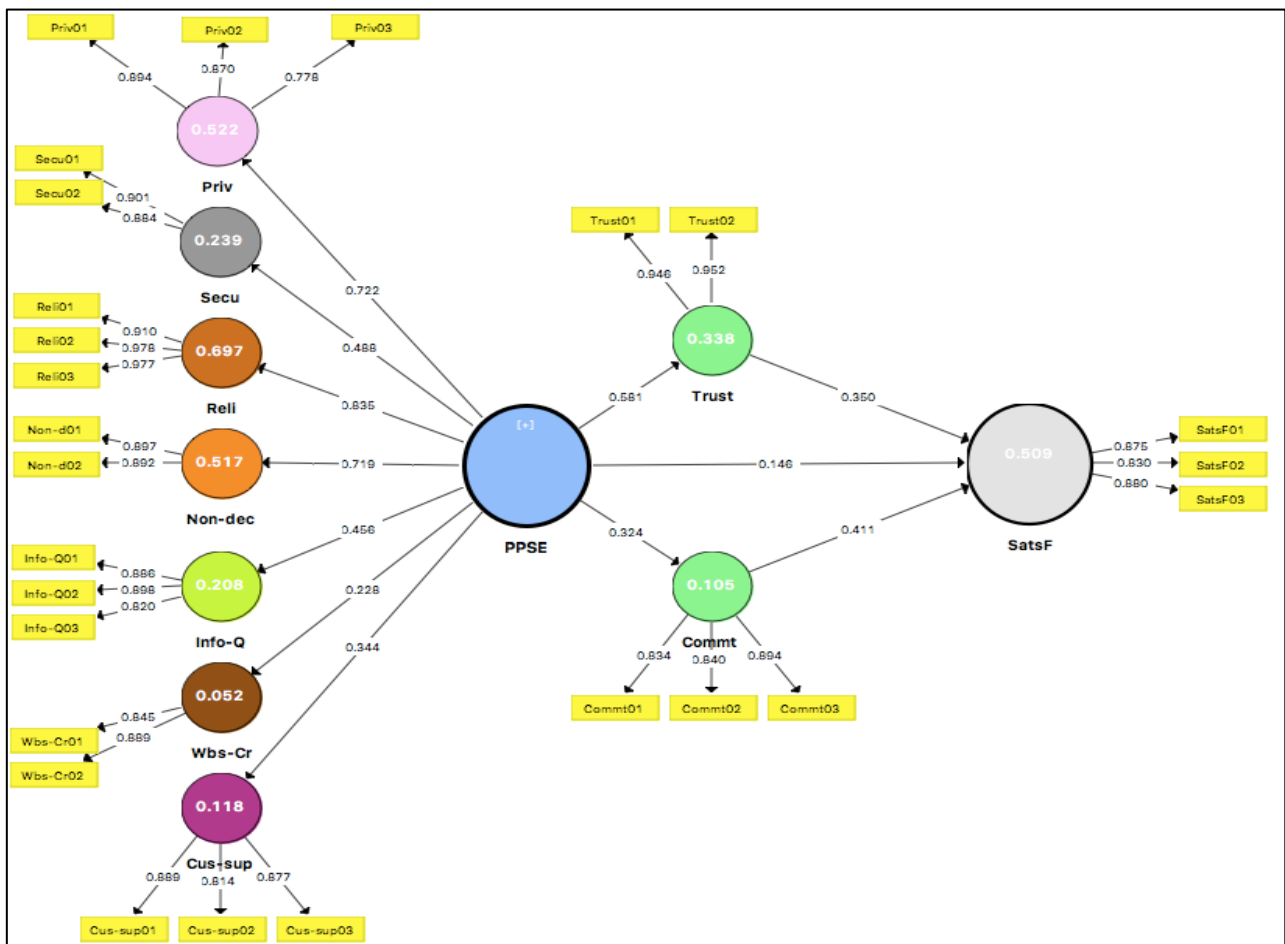 Priv01
Priv02
Priv03
0.894
0.870
0.778
0.522
Priv
Secu01
Secu02
0.901
0.884
0.239
Secu
0.722
0.488
Reli01
Reli02
Reli03
0.910
0.978
0.977
0.697
Reli
0.835
Non-d01
Non-d02
0.897
0.892
0.517
Non-dec
0.719
Info-Q01
Info-Q02
Info-Q03
0.886
0.898
0.820
0.208
Info-Q
0.456
Wbs-Cr01
Wbs-Cr02
0.845
0.889
0.052
Wbs-Cr
0.228
0.118
Cus-sup
0.344
0.889
0.814
0.877
Cus-sup01
Cus-sup02
Cus-sup03
[+]
PPSE
Trust01
Trust02
0.946
0.952
0.338
Trust
0.581
0.350
0.146
0.324
0.411
0.105
Commt
0.834
0.840
0.894
Commt01
Commt02
Commt03
0.509
SatsF
0.875
0.830
0.880
SatsF01
SatsF02
SatsF03